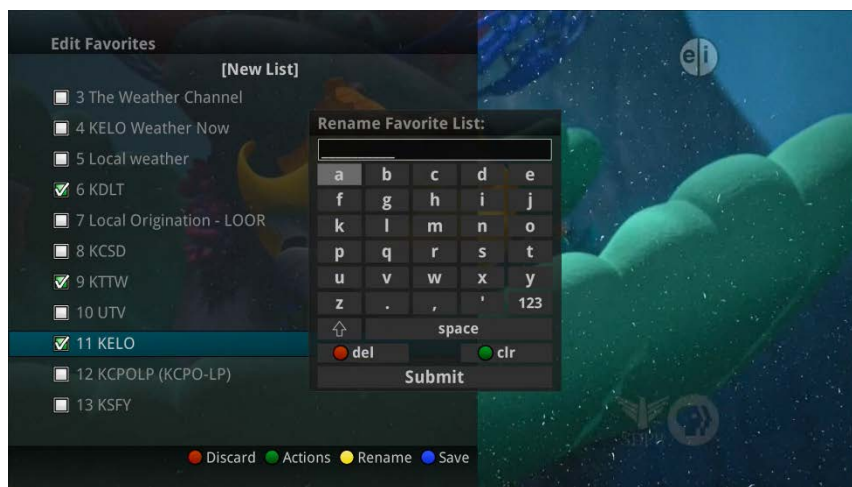 Edit Favorites
[New List]
3 The Weather Channel
4 KELO Weather Now
5 Local weather
6 KDLT
7 Local Origination - LOOR
8 KCSD
9 KTTW
10 UTV
11 KELO
12 KCPOLP (KCPO-LP)
13 KSFY
Discard Actions Rename Save
Rename Favorite List:
a b c d e
f g h i j
k l m n o
p q r s t
u v w x y
z . , ' 123
space
del clr
Submit
e|i